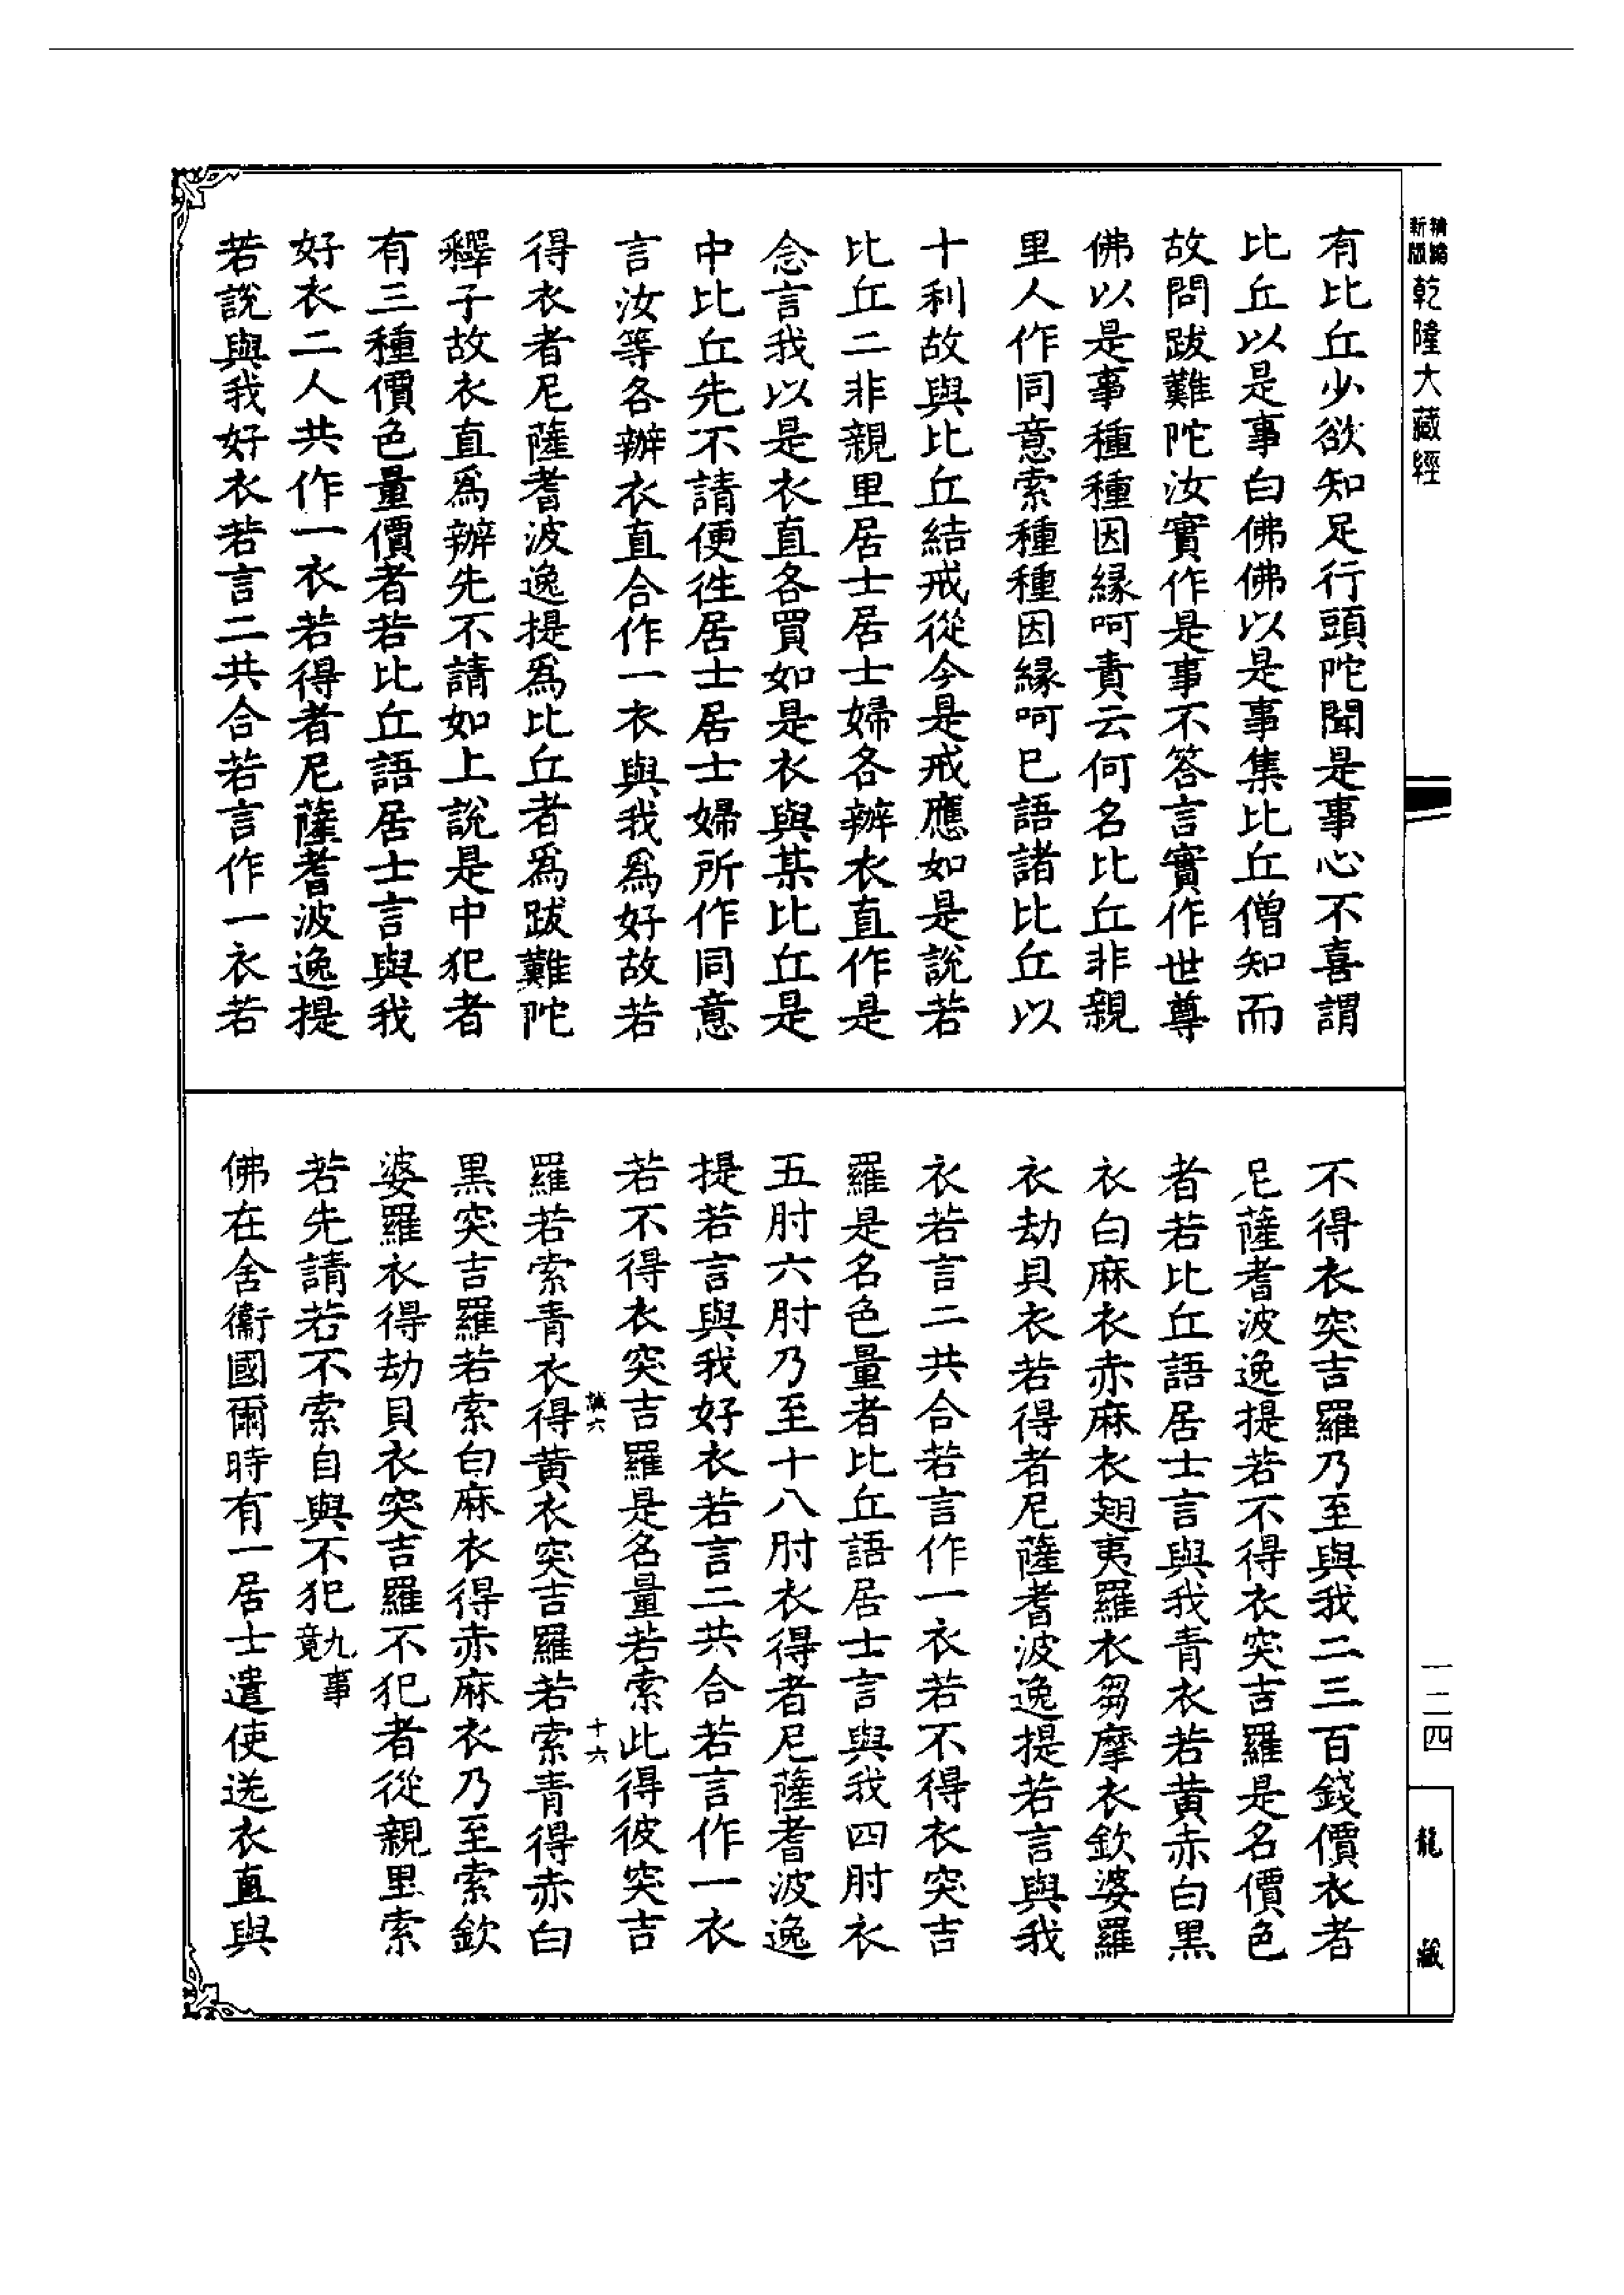 新版精編乾隆大藏經
有比丘少欲知足行頭陀聞是事心不喜謂
比丘以是事白佛佛以是事集比丘僧知而
故問跋難陀汝實作是事不答言實作世尊
佛以是事種種因緣呵責云何名比丘非親
里人作同意索種種因緣呵已語諸比丘以
十利故與比丘結戒從今是戒應如是說若
比丘二非親里居士居士婦各辦衣直作是
念言我以是衣直各買如是衣與某比丘是
中比丘先不請便徃居士居士婦所作同意
言汝等各辦衣直合作一衣與我爲好故若
得衣者尼薩耆波逸提爲比丘者爲跋難陀
釋子故衣直爲辦先不請如上說是中犯者
有三種價色量價者若比丘語居士言與我
好衣二人共作一衣若得者尼薩耆波逸提
若說與我好衣若言二共合若言作一衣若
不得衣突吉羅乃至與我二三百錢價衣者
尼薩耆波逸提若不得衣突吉羅是名價色
者若比丘語居士言與我青衣若黄赤白黑
衣白麻衣赤麻衣翅夷羅衣芻摩衣欽婆羅
衣劫貝衣若得者尼薩耆波逸提若言與我
衣若言二共合若言作一衣若不得衣突吉
羅是名色量者比丘語居士言與我四肘衣
五肘六肘乃至十八肘衣得者尼薩耆波逸
提若言與我好衣若言二共合若言作一衣
若不得衣突吉羅是名量若索此得彼突吉
誠六
十六
羅若索青衣得黄衣突吉羅若索青得赤白
黑突吉羅若索白麻衣得赤麻衣乃至索欽
婆羅衣得劫貝衣突吉羅不犯者從親里索
若先請若不索自與不犯九事竟
佛在舍衞國爾時有一居士遣使送衣直與
一二四
龍藏